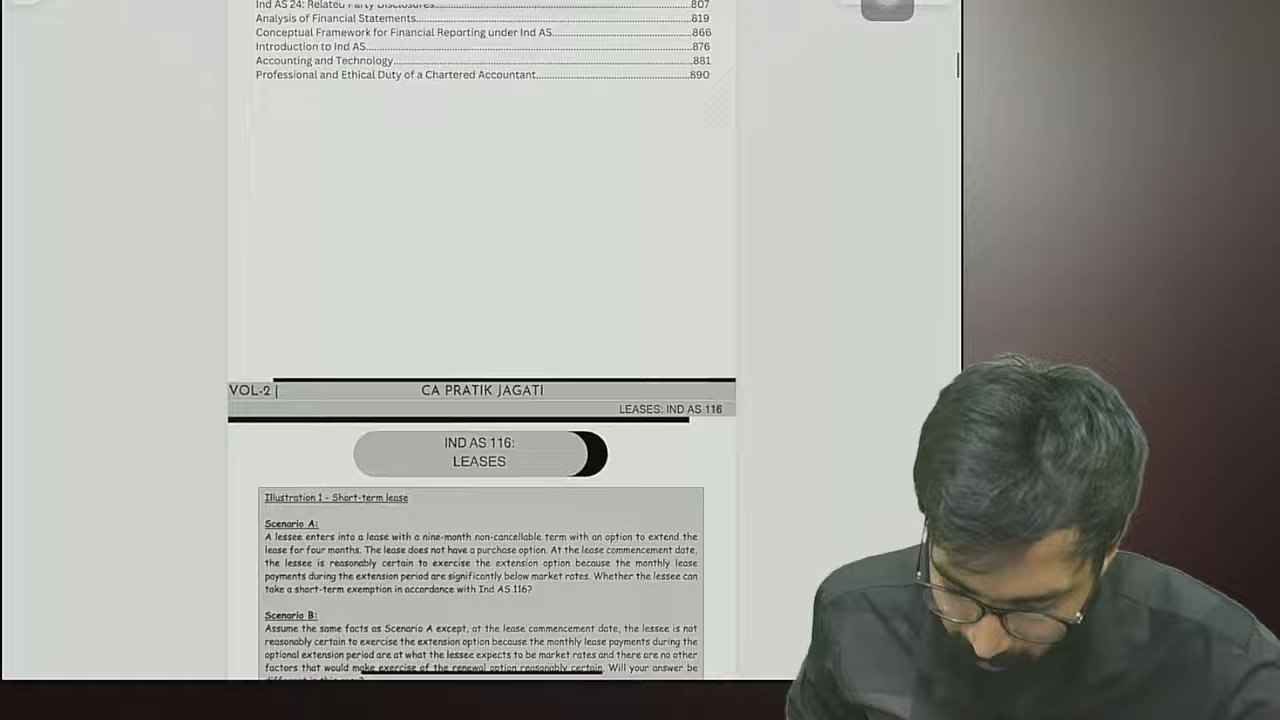 Ind AS 24: Related Party Disclosures............807
Analysis of Financial Statements............819
Conceptual Framework for Financial Reporting under Ind AS............866
Introduction to Ind AS............876
Accounting and Technology............881
Professional and Ethical Duty of a Chartered Accountant............890
VOL-2 | CA PRATIK JAGATI
LEASES: IND AS 116
IND AS 116:
LEASES
Illustration 1 - Short-term lease
Scenario A:
A lessee enters into a lease with a nine-month non-cancellable term with an option to extend the
lease for four months. The lease does not have a purchase option. At the lease commencement date,
the lessee is reasonably certain to exercise the extension option because the monthly lease
payments during the extension period are significantly below market rates. Whether the lessee can
take a short-term exemption in accordance with Ind AS 116?
Scenario B:
Assume the same facts as Scenario A except, at the lease commencement date, the lessee is not
reasonably certain to exercise the extension option because the monthly lease payments during the
optional extension period are at what the lessee expects to be market rates and there are no other
factors that would make exercise of the renewal option reasonably certain. Will your answer be